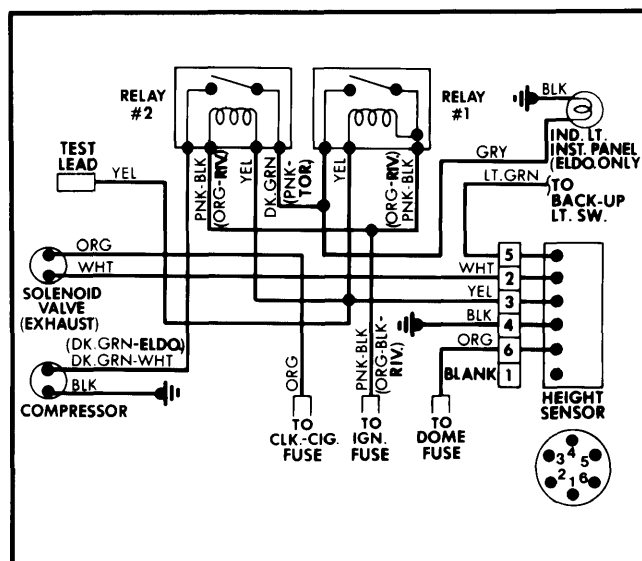 RELAY
#2
RELAY
#1
BLK
IND. LT.
INST. PANEL
(ELDO. ONLY
TEST
LEAD
YEL
PNK-BLK
(ORG-RIV.)
YEL
DK.GRN
(PNK-
TOR.)
YEL
(ORG-RIV.)
PNK-BLK
GRY
LT.GRN
(TO
BACK-UP
LT. SW.
ORG
WHT
SOLENOID
VALVE
(EXHAUST)
WHT
YEL
BLK
ORG
BLANK
5
2
3
4
6
1
HEIGHT
SENSOR
(DK.GRN-ELDO.)
DK.GRN-WHT
BLK
COMPRESSOR
ORG
PNK-BLK
(ORG-BLK-
RIV.)
TO
CLK.-CIG.
FUSE
TO
IGN.
FUSE
TO
DOME
FUSE
3 4 5
2 1 6